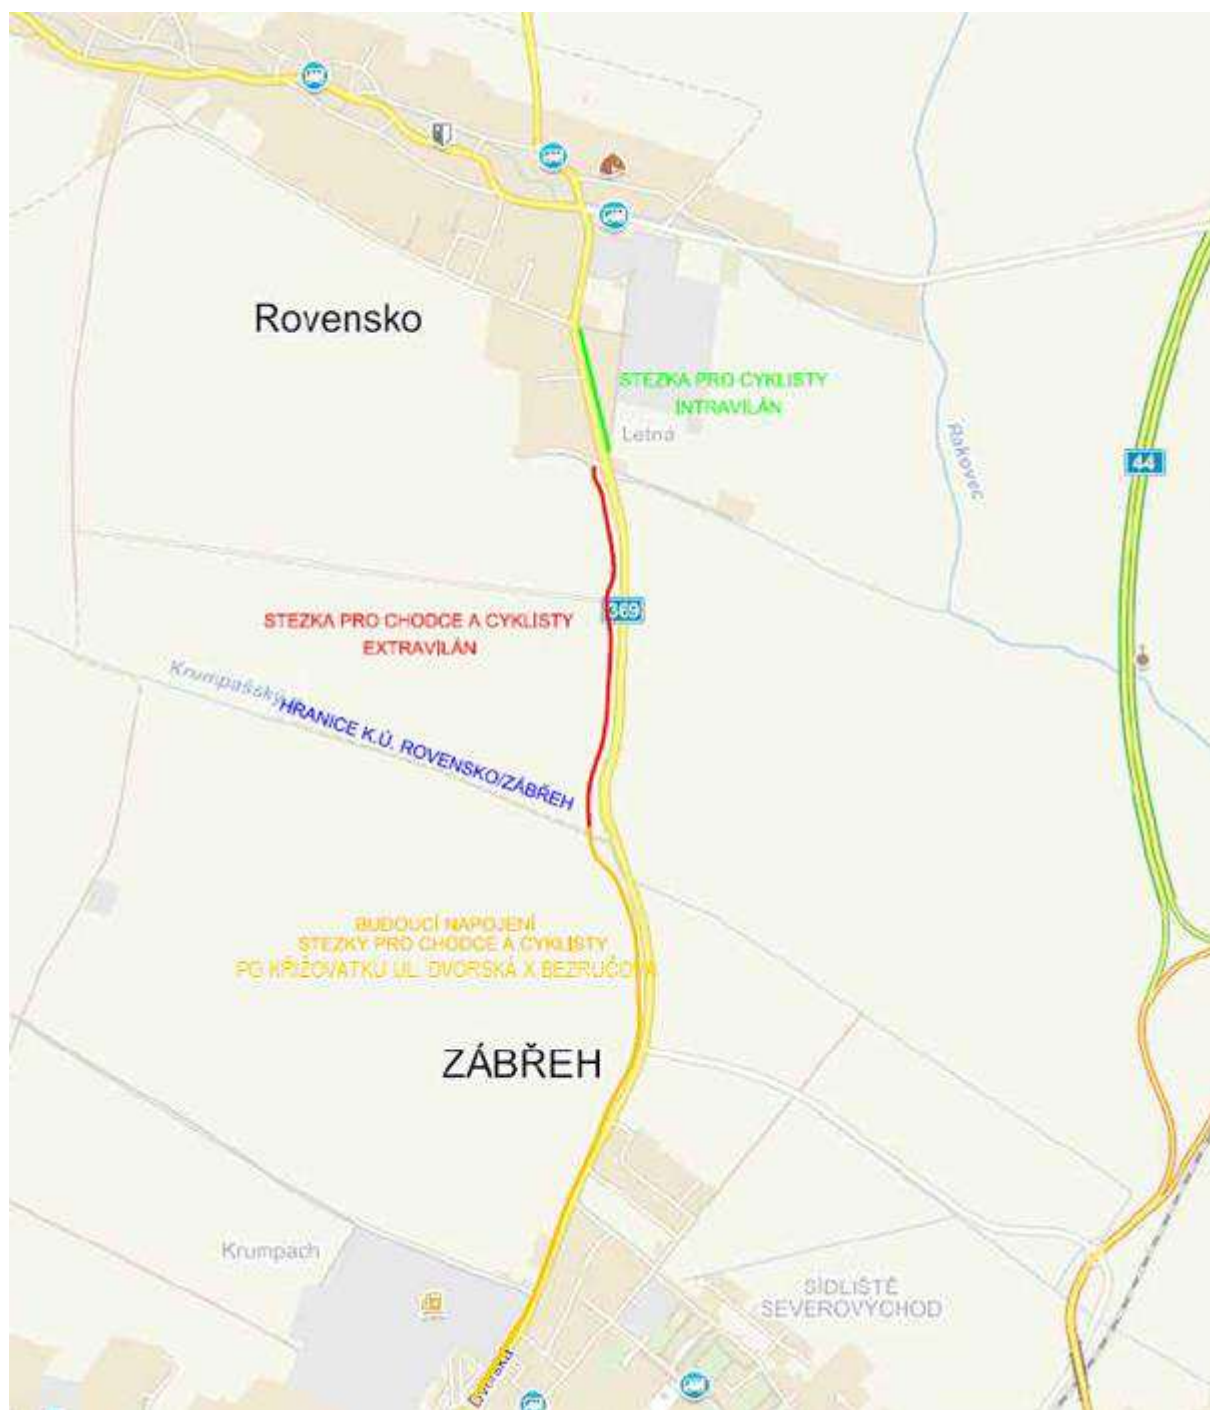 Rovensko
STEZKA PRO CYKLISTY
INTRAVILÁN
Letná
Rakovec
44
369
STEZKA PRO CHODCE A CYKLISTY
EXTRAVILÁN
Krumpašský
HRANICE K.Ú. ROVENSKO/ZÁBŘEH
BUDOUCÍ NAPOJENÍ
STEZKY PRO CHODCE A CYKLISTY
PO KŘIŽOVATKU UL. DVORSKÁ X BEZRUČOVA
ZÁBŘEH
Krumpach
SÍDLIŠTĚ
SEVEROVÝCHOD
Dvorská